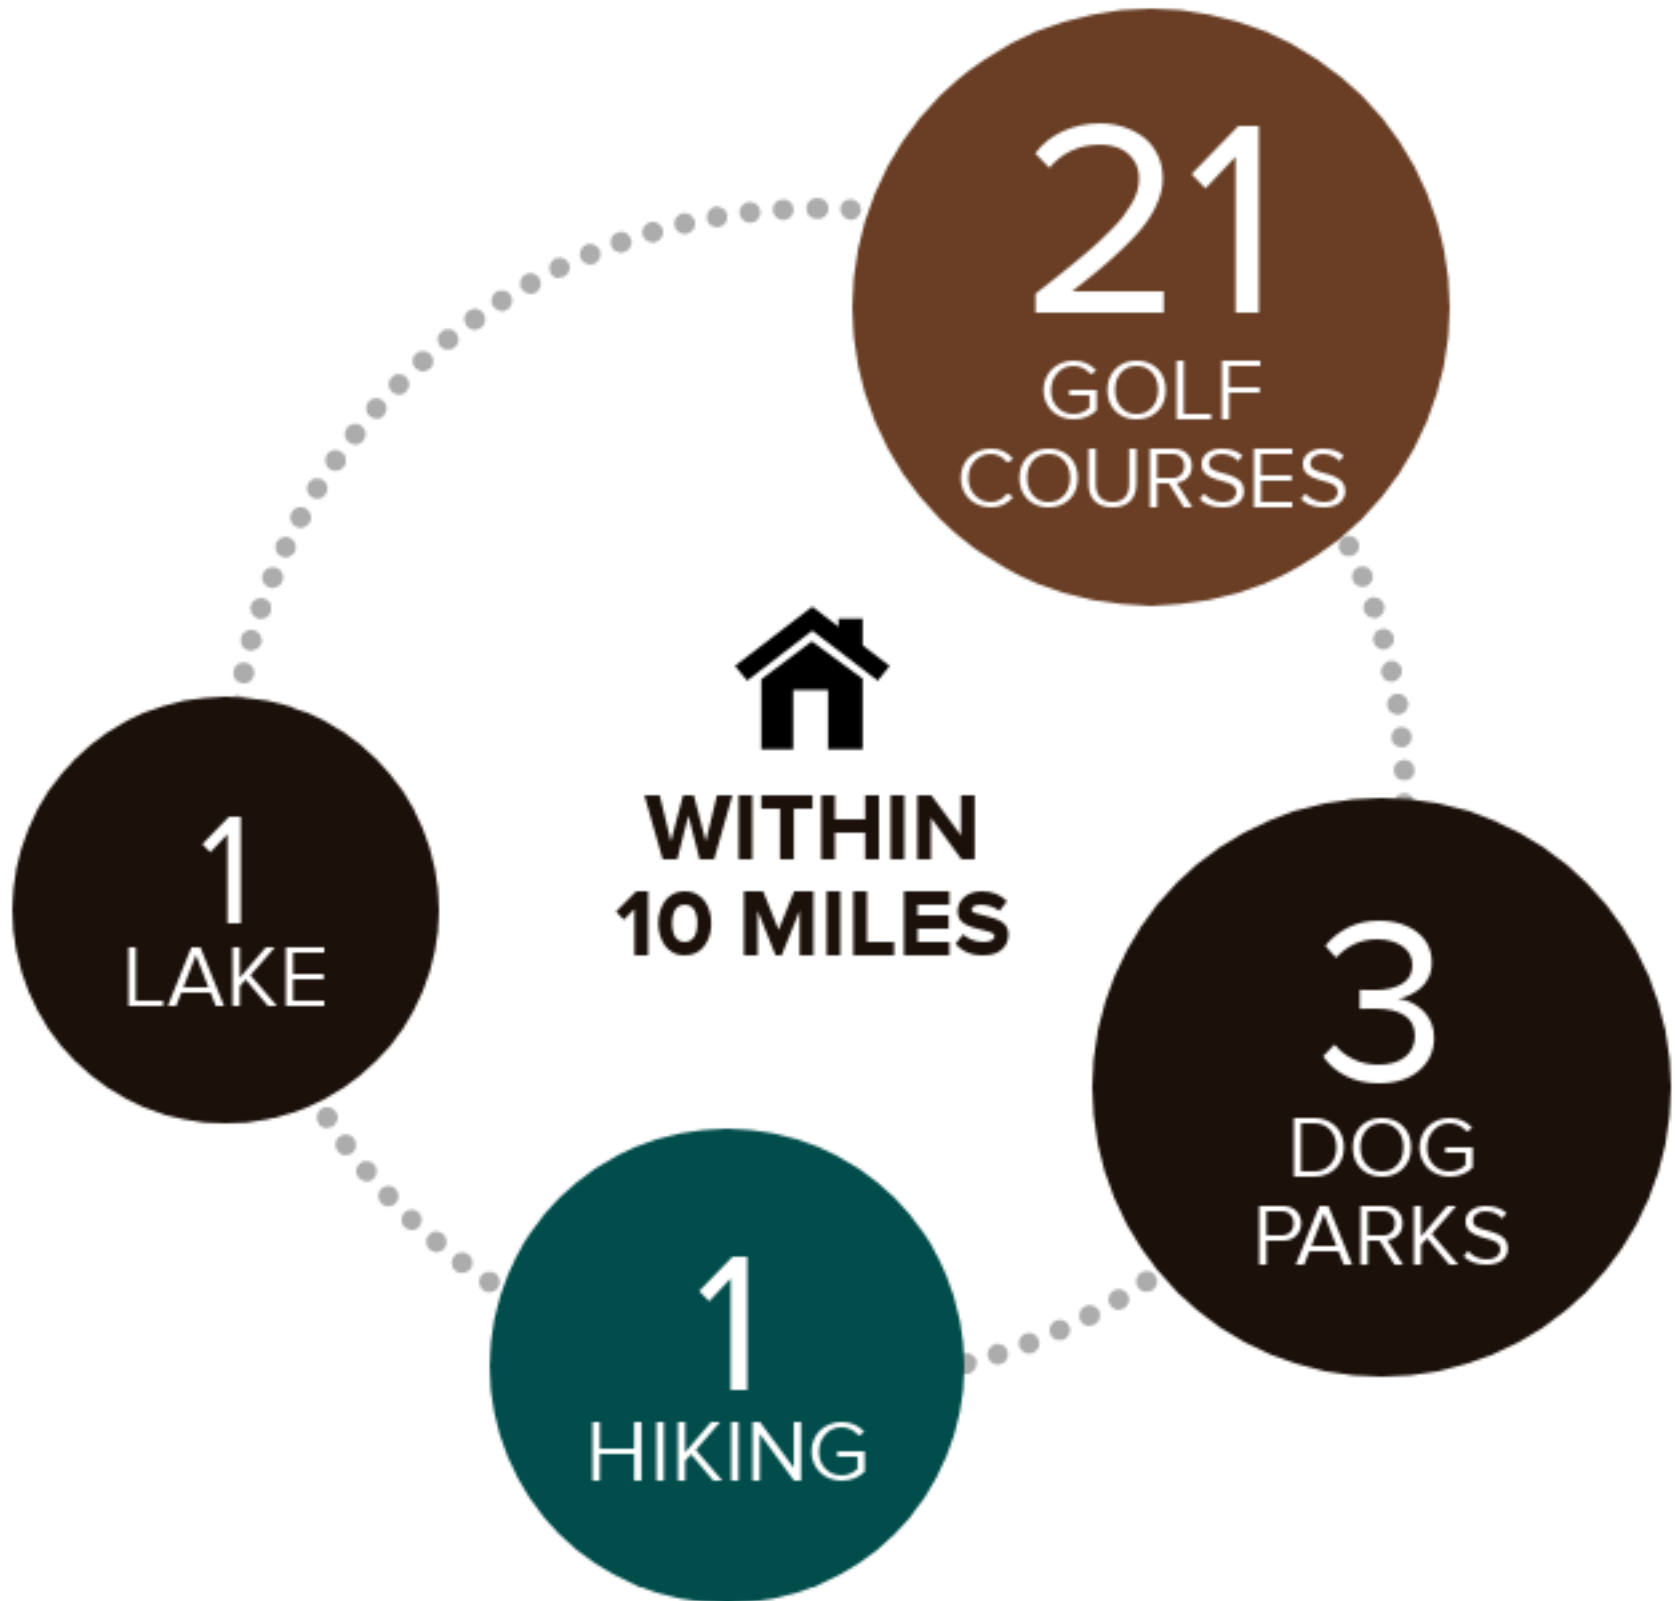 21
GOLF
COURSES
WITHIN
10 MILES
1
LAKE
3
DOG
PARKS
1
HIKING